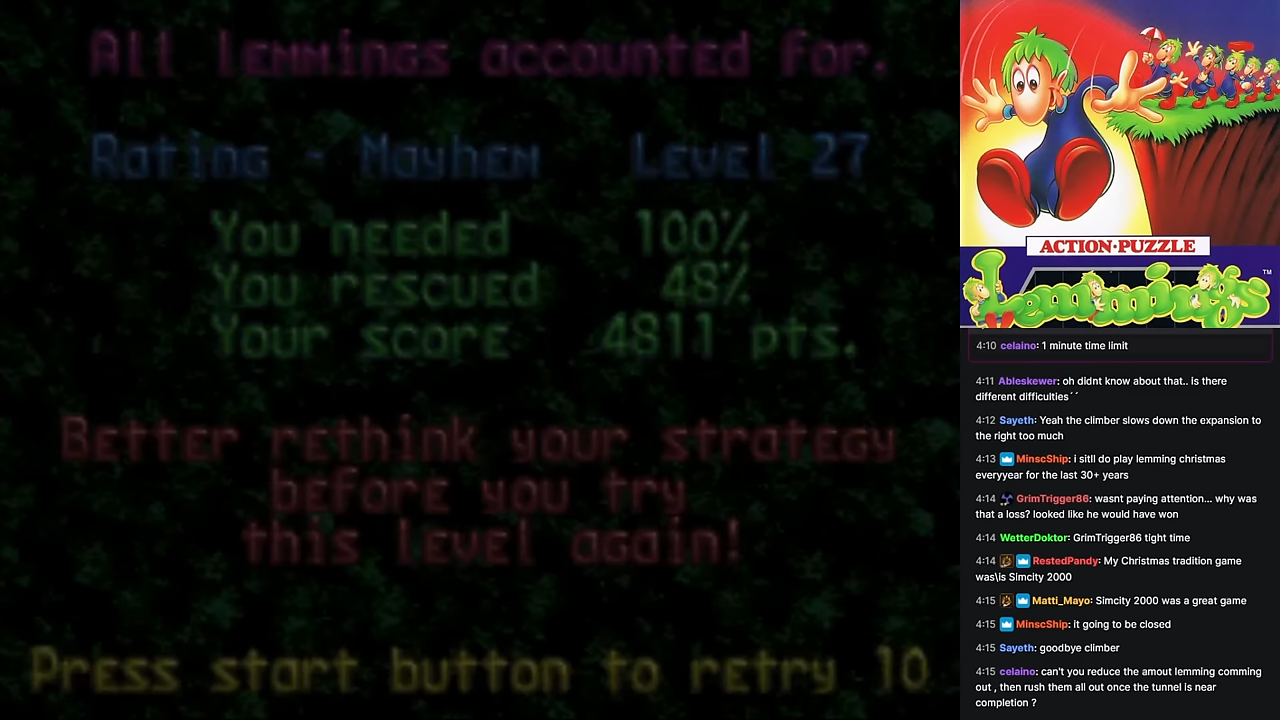 All lemmings accounted for.
Rating - Mayhem Level 27
You needed 100%
You rescued 48%
Your score 4811 pts.
Better rethink your strategy
before you try
this level again!
Press start button to retry 10
ACTION·PUZZLE
Lemmings™
4:10 celaino: 1 minute time limit
4:11 Ableskewer: oh didnt know about that.. is there
different difficulties´´
4:12 Sayeth: Yeah the climber slows down the expansion to
the right too much
4:13 MinscShip: i sitll do play lemming christmas
everyyear for the last 30+ years
4:14 GrimTrigger86: wasnt paying attention... why was
that a loss? looked like he would have won
4:14 WetterDoktor: GrimTrigger86 tight time
4:14 RestedPandy: My Christmas tradition game
was\is Simcity 2000
4:15 Matti_Mayo: Simcity 2000 was a great game
4:15 MinscShip: it going to be closed
4:15 Sayeth: goodbye climber
4:15 celaino: can't you reduce the amout lemming comming
out , then rush them all out once the tunnel is near
completion ?